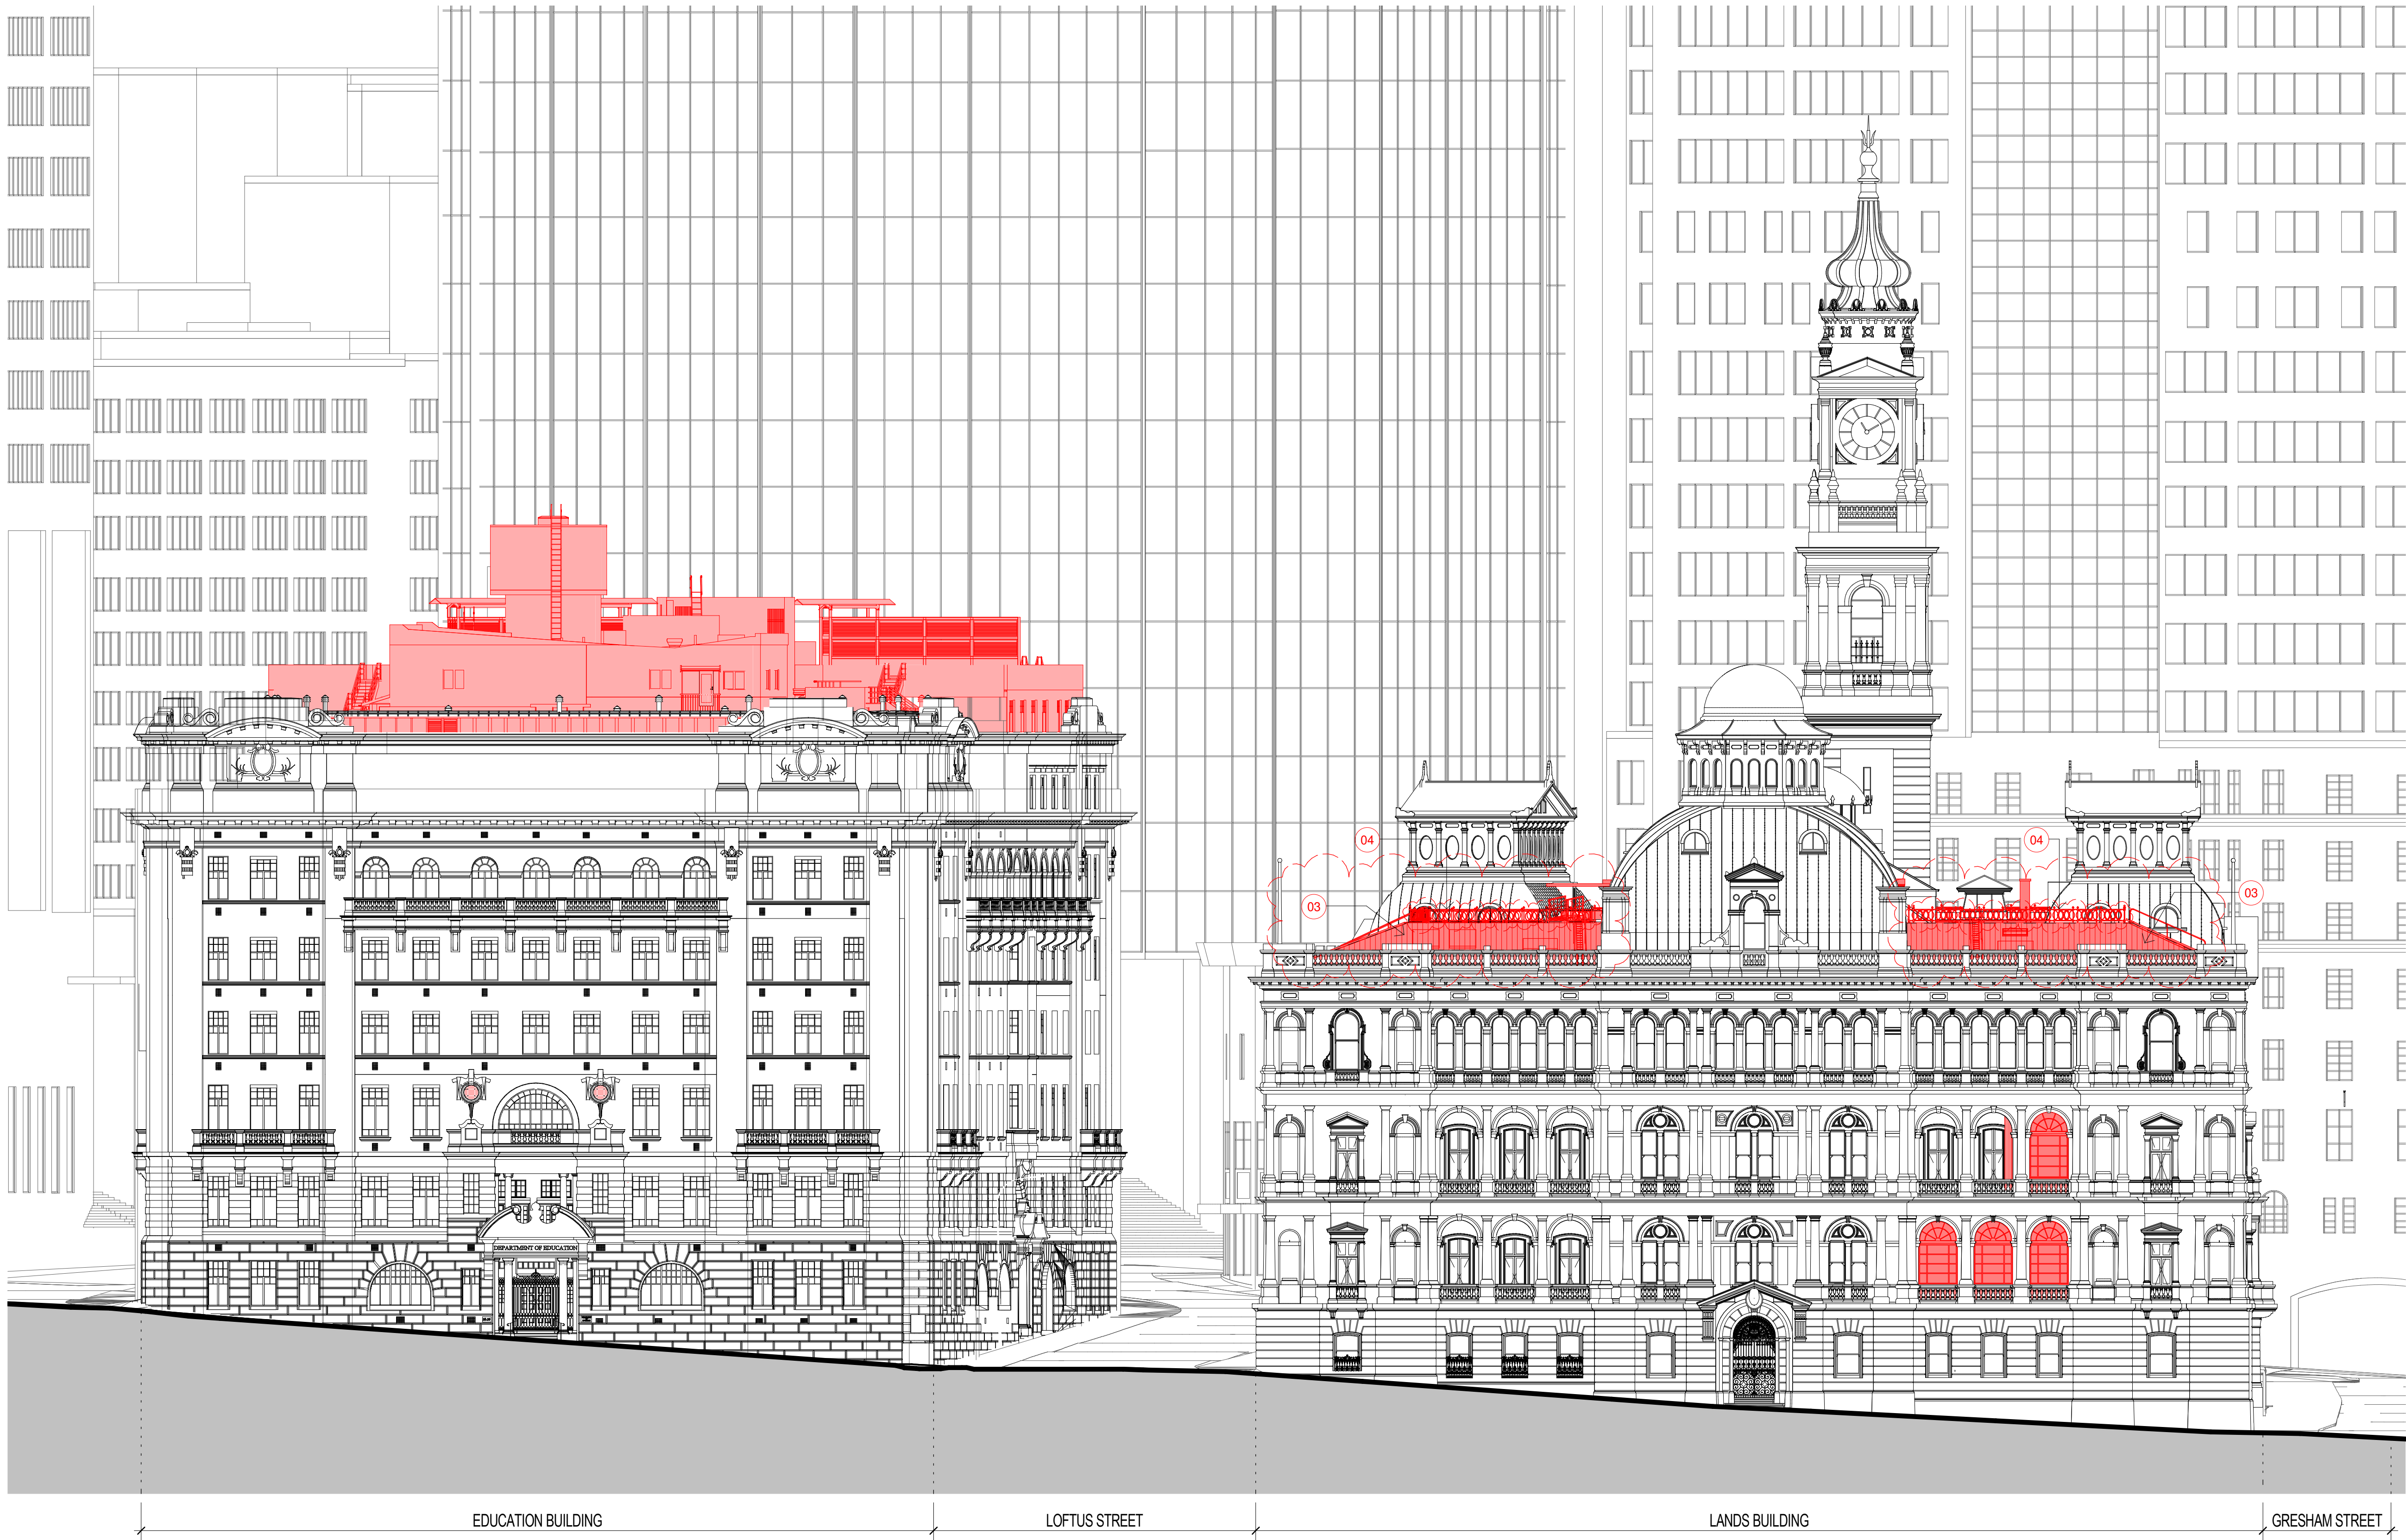 04
04
03
03
DEPARTMENT OF EDUCATION
EDUCATION BUILDING
LOFTUS STREET
LANDS BUILDING
GRESHAM STREET